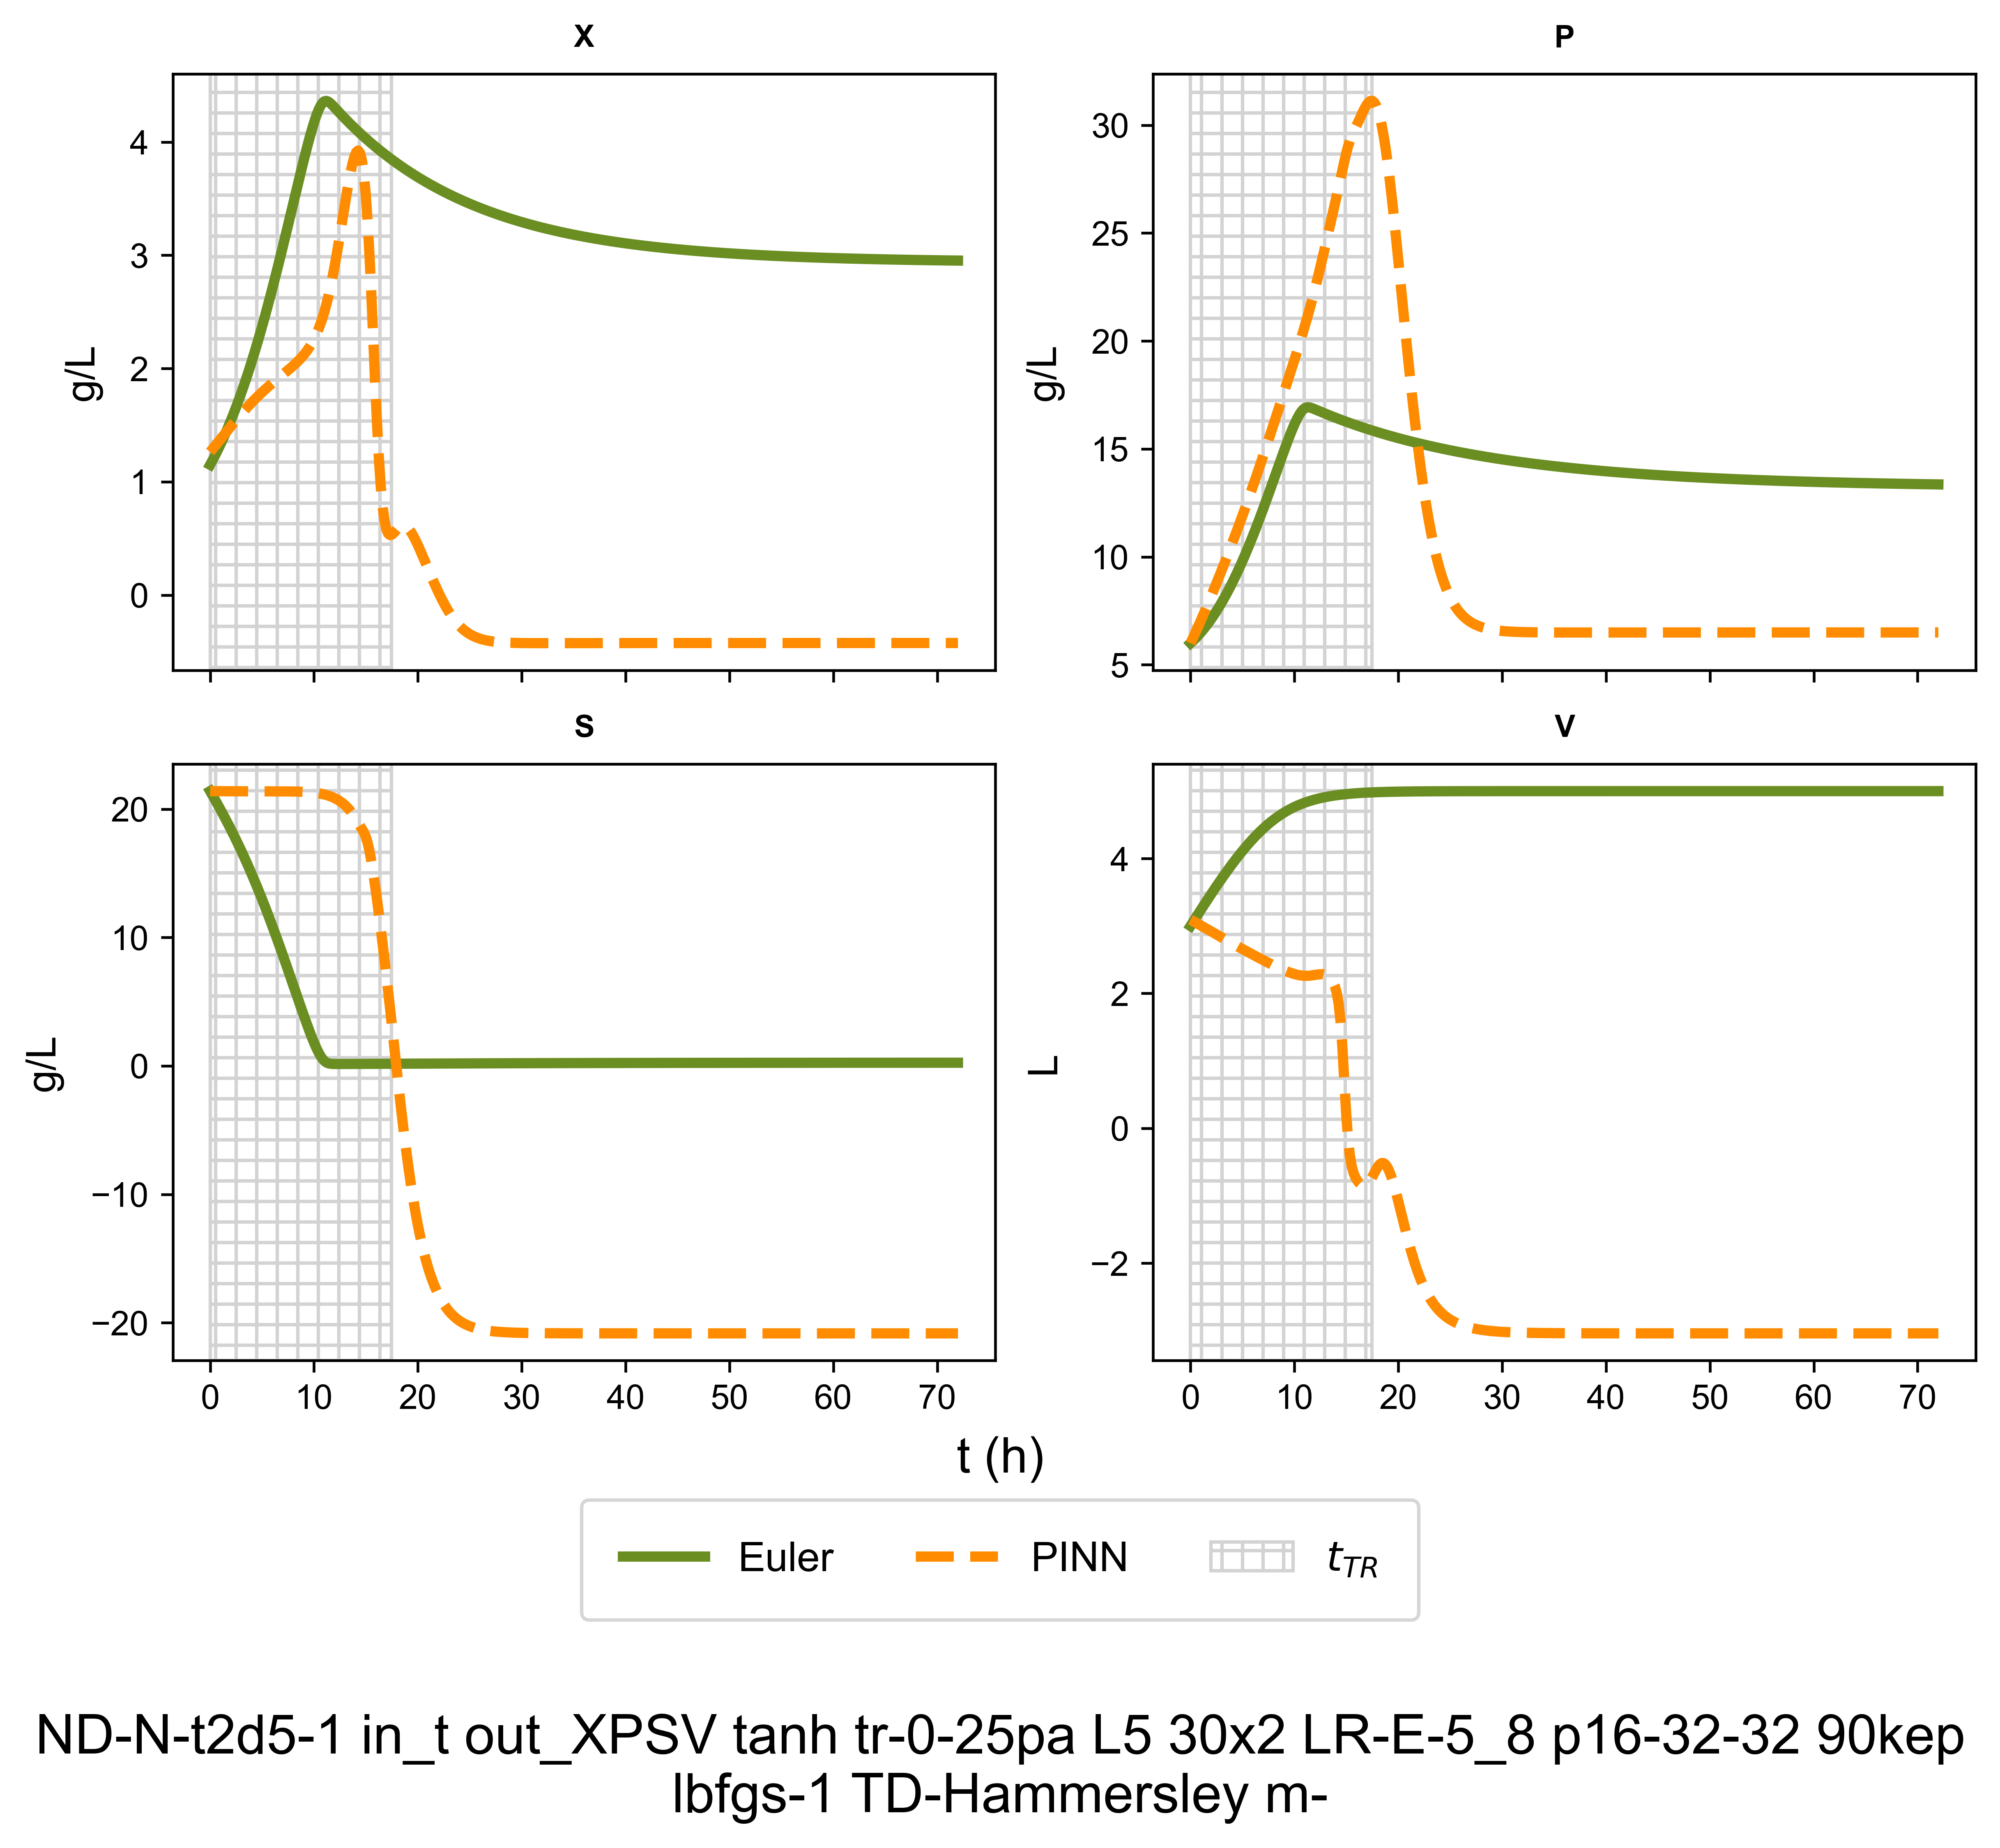 X
P
4
3
2
1
0
g/L
30
25
20
15
10
5
g/L
S
V
20
10
0
−10
−20
g/L
4
2
0
−2
L
0 10 20 30 40 50 60 70
0 10 20 30 40 50 60 70
t (h)
Euler PINN t_TR
ND-N-t2d5-1 in_t out_XPSV tanh tr-0-25pa L5 30x2 LR-E-5_8 p16-32-32 90kep
lbfgs-1 TD-Hammersley m-